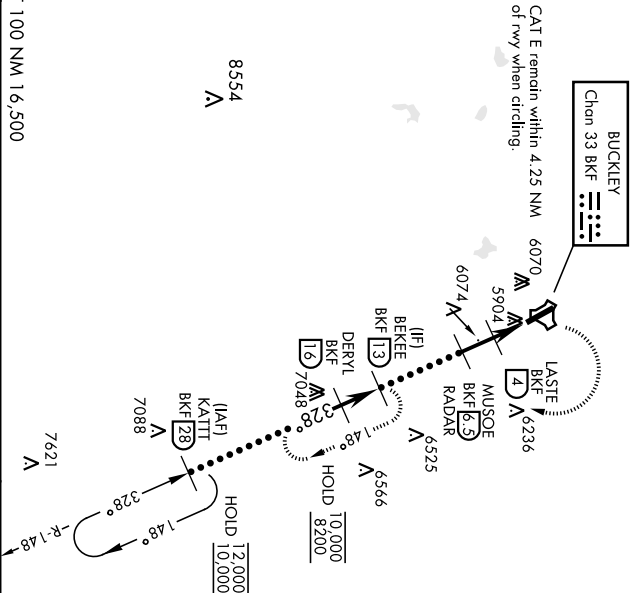 BUCKLEY
Chan 33 BKF
CAT E remain within 4.25 NM
of rwy when circling.
6070
5904
6074
LASTE
BKF
4
6236
MUSOE
BKF 6.5
RADAR
(IF)
BEKEE
BKF 13
DERYL
BKF
16
7048
328°
148°
6525
6566
HOLD 10,000
8200
(IAF)
KATTT
BKF 28
7088
7621
8554
328°
148°
R-148
HOLD 12,000
10,000
100 NM 16,500